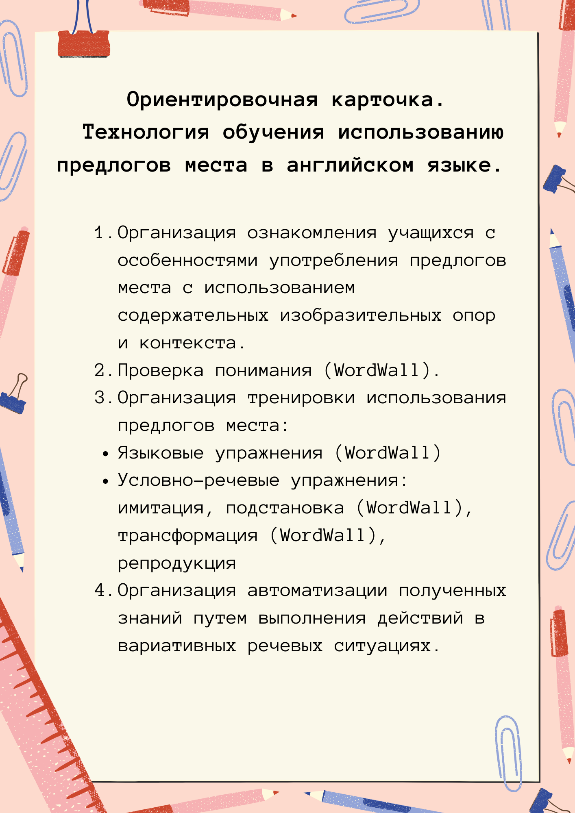 Ориентировочная карточка.
Технология обучения использованию
предлогов места в английском языке.
1. Организация ознакомления учащихся с
особенностями употребления предлогов
места с использованием
содержательных изобразительных опор
и контекста.
2. Проверка понимания (WordWall).
3. Организация тренировки использования
предлогов места:
• Языковые упражнения (WordWall)
• Условно-речевые упражнения:
имитация, подстановка (WordWall),
трансформация (WordWall),
репродукция
4. Организация автоматизации полученных
знаний путем выполнения действий в
вариативных речевых ситуациях.